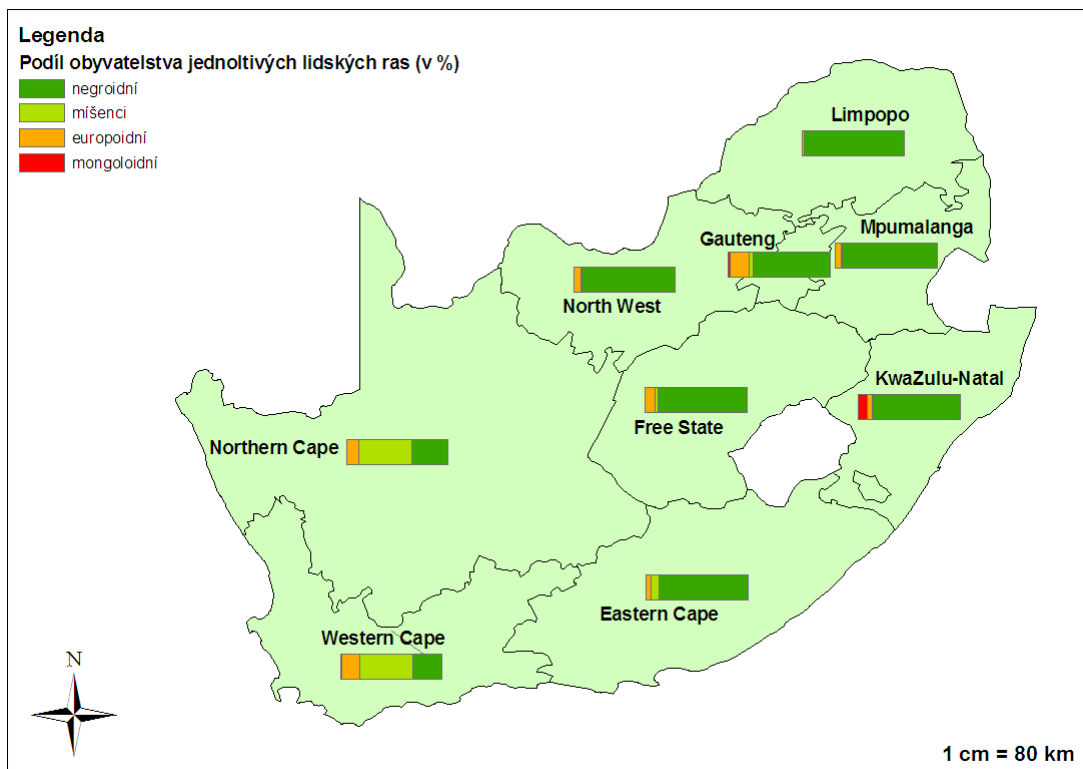 Legenda
Podíl obyvatelstva jednoltivých lidských ras (v %)
negroidní
míšenci
europoidní
mongoloidní
Limpopo
Mpumalanga
Gauteng
North West
KwaZulu-Natal
Free State
Northern Cape
Eastern Cape
Western Cape
N
1 cm = 80 km